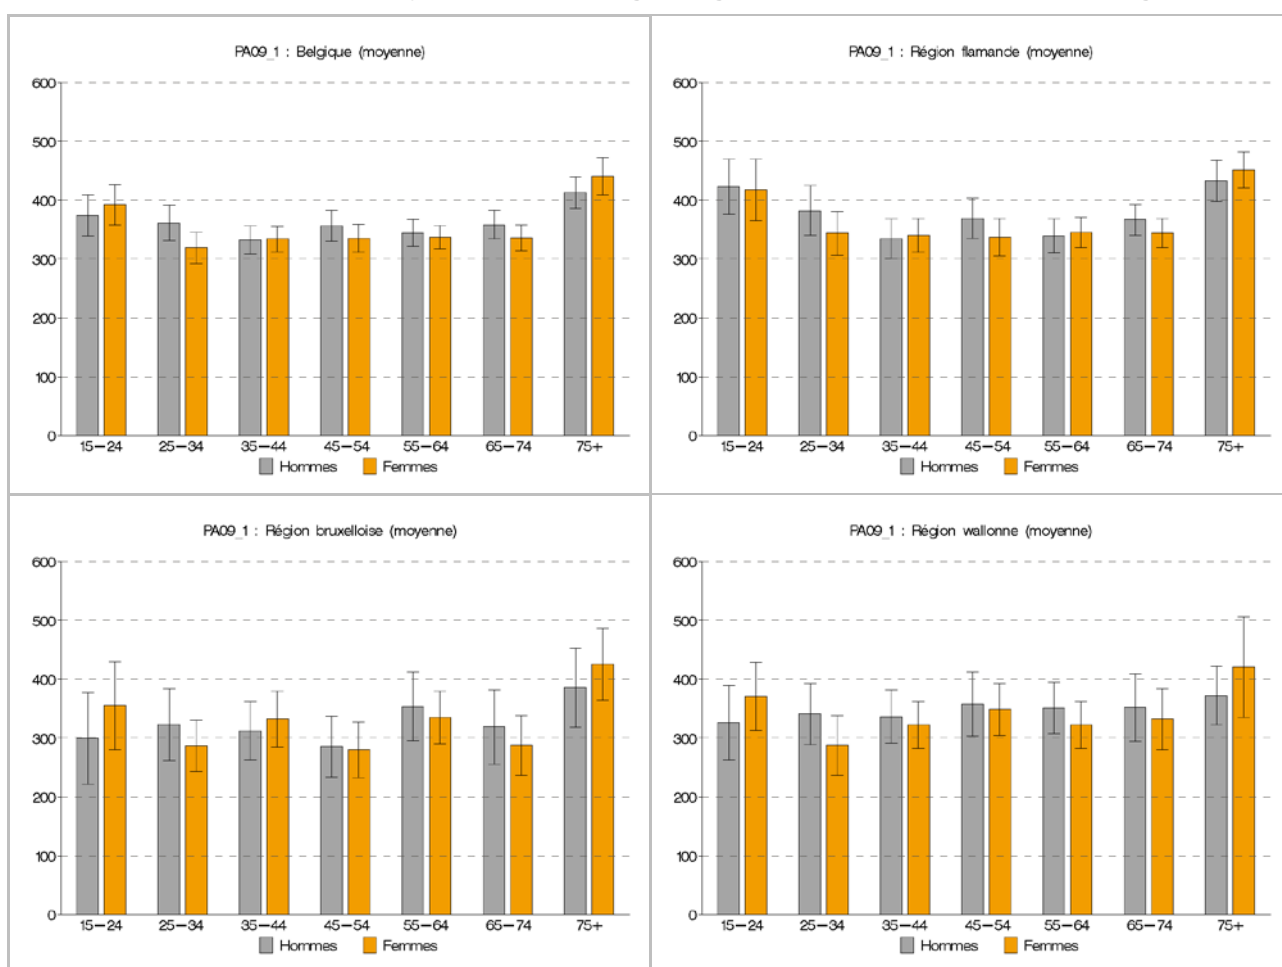 PA09_1 : Belgique (moyenne)
600
500
400
300
200
100
0
15–24 25–34 35–44 45–54 55–64 65–74 75+
Hommes Femmes
PA09_1 : Région flamande (moyenne)
600
500
400
300
200
100
0
15–24 25–34 35–44 45–54 55–64 65–74 75+
Hommes Femmes
PA09_1 : Région bruxelloise (moyenne)
600
500
400
300
200
100
0
15–24 25–34 35–44 45–54 55–64 65–74 75+
Hommes Femmes
PA09_1 : Région wallonne (moyenne)
600
500
400
300
200
100
0
15–24 25–34 35–44 45–54 55–64 65–74 75+
Hommes Femmes